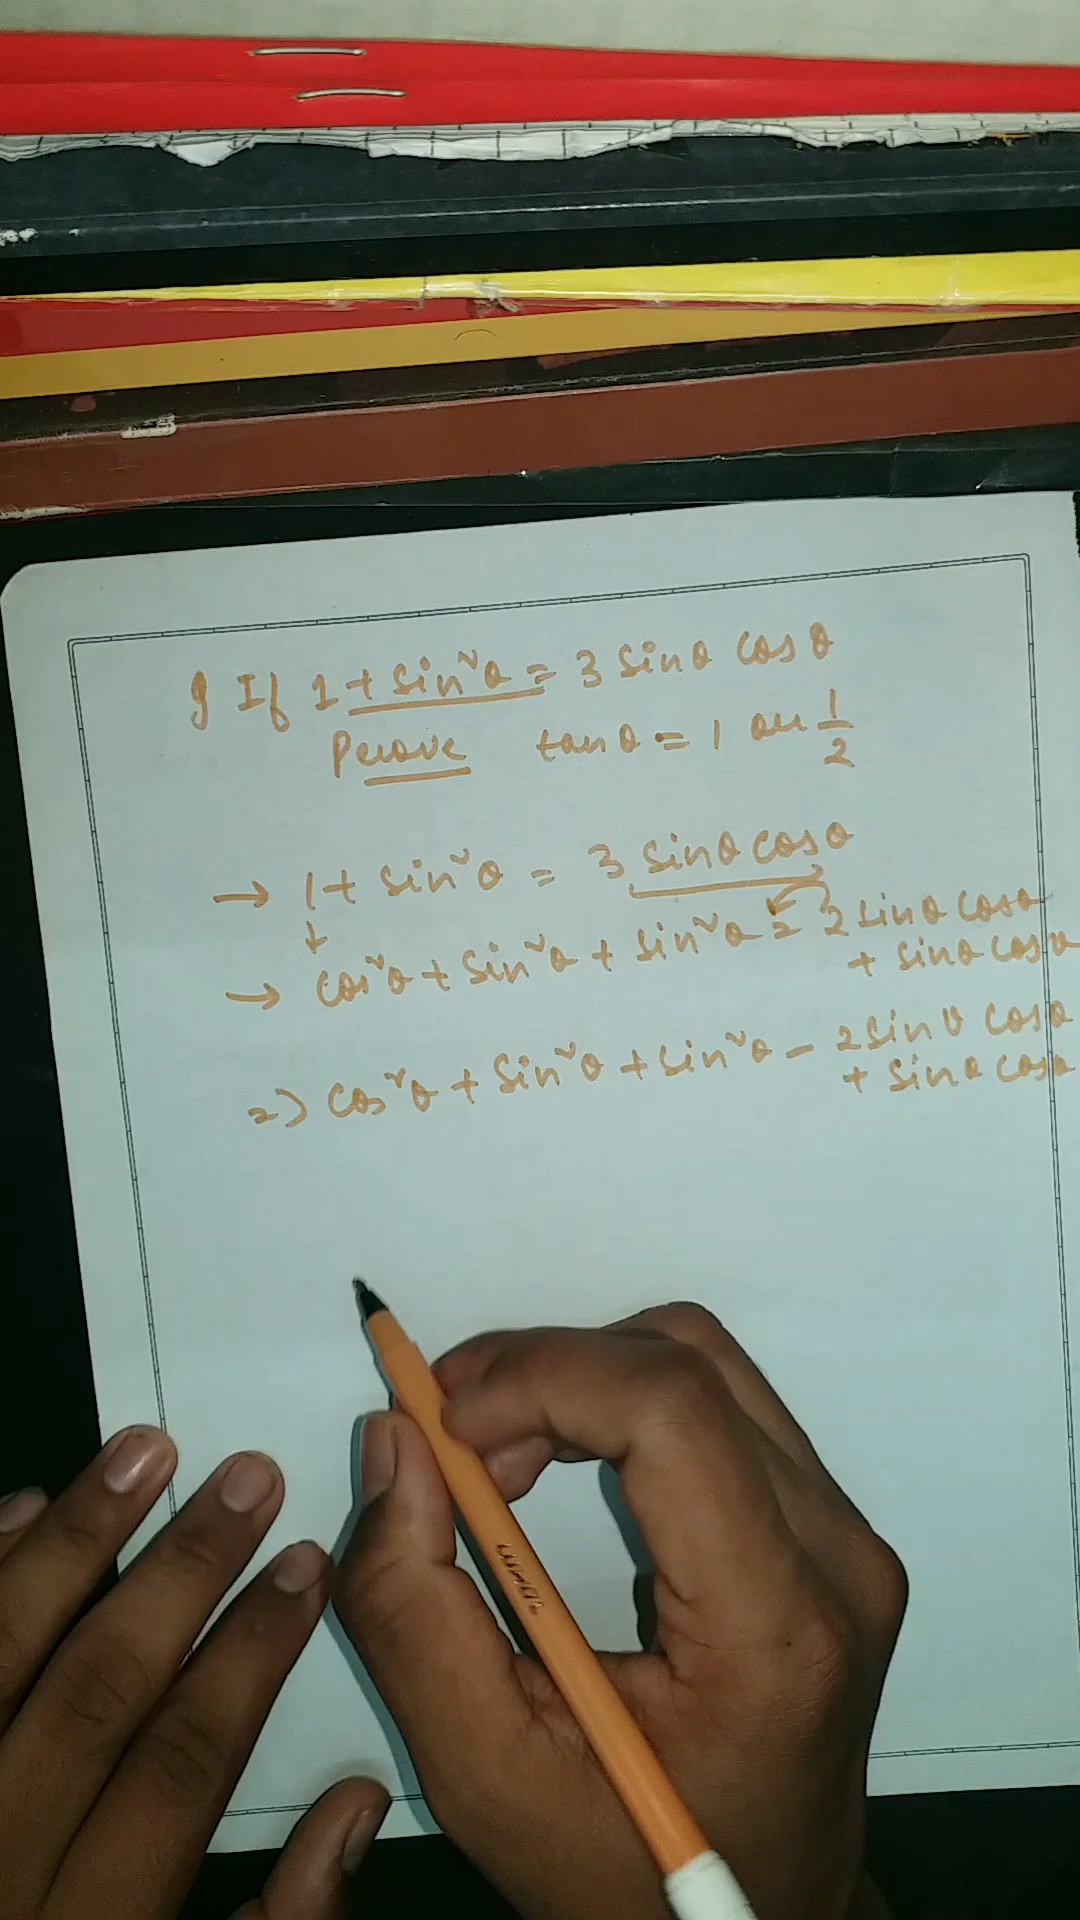 g If 1 + sin²θ = 3 sinθ cosθ
Prove tanθ = 1 or 1/2
→ 1 + sin²θ = 3 sinθ cosθ
↓
→ cos²θ + sin²θ + sin²θ = 2 sinθ cosθ
+ sinθ cosθ
=> cos²θ + sin²θ + sin²θ - 2 sinθ cosθ
+ sinθ cosθ